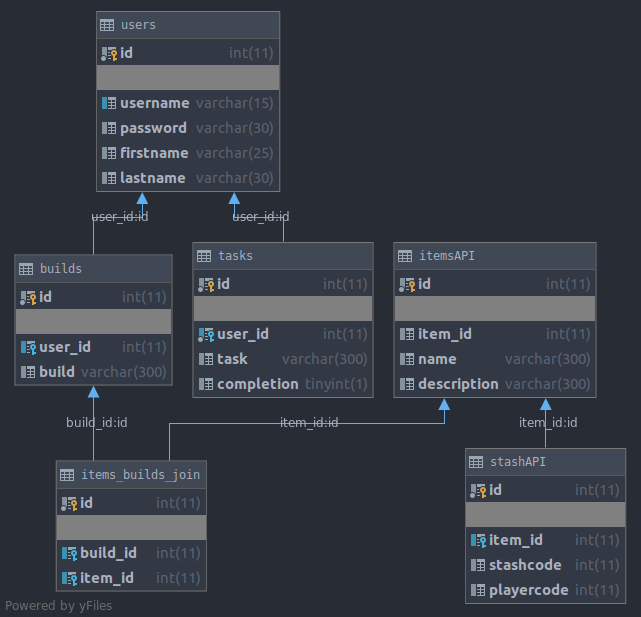 users
id int(11)
username varchar(15)
password varchar(30)
firstname varchar(25)
lastname varchar(30)
user_id:id
user_id:id
builds
id int(11)
user_id int(11)
build varchar(300)
tasks
id int(11)
user_id int(11)
task varchar(300)
completion tinyint(1)
itemsAPI
id int(11)
item_id int(11)
name varchar(300)
description varchar(300)
build_id:id
item_id:id
item_id:id
items_builds_join
id int(11)
build_id int(11)
item_id int(11)
stashAPI
id int(11)
item_id int(11)
stashcode int(11)
playercode int(11)
Powered by yFiles